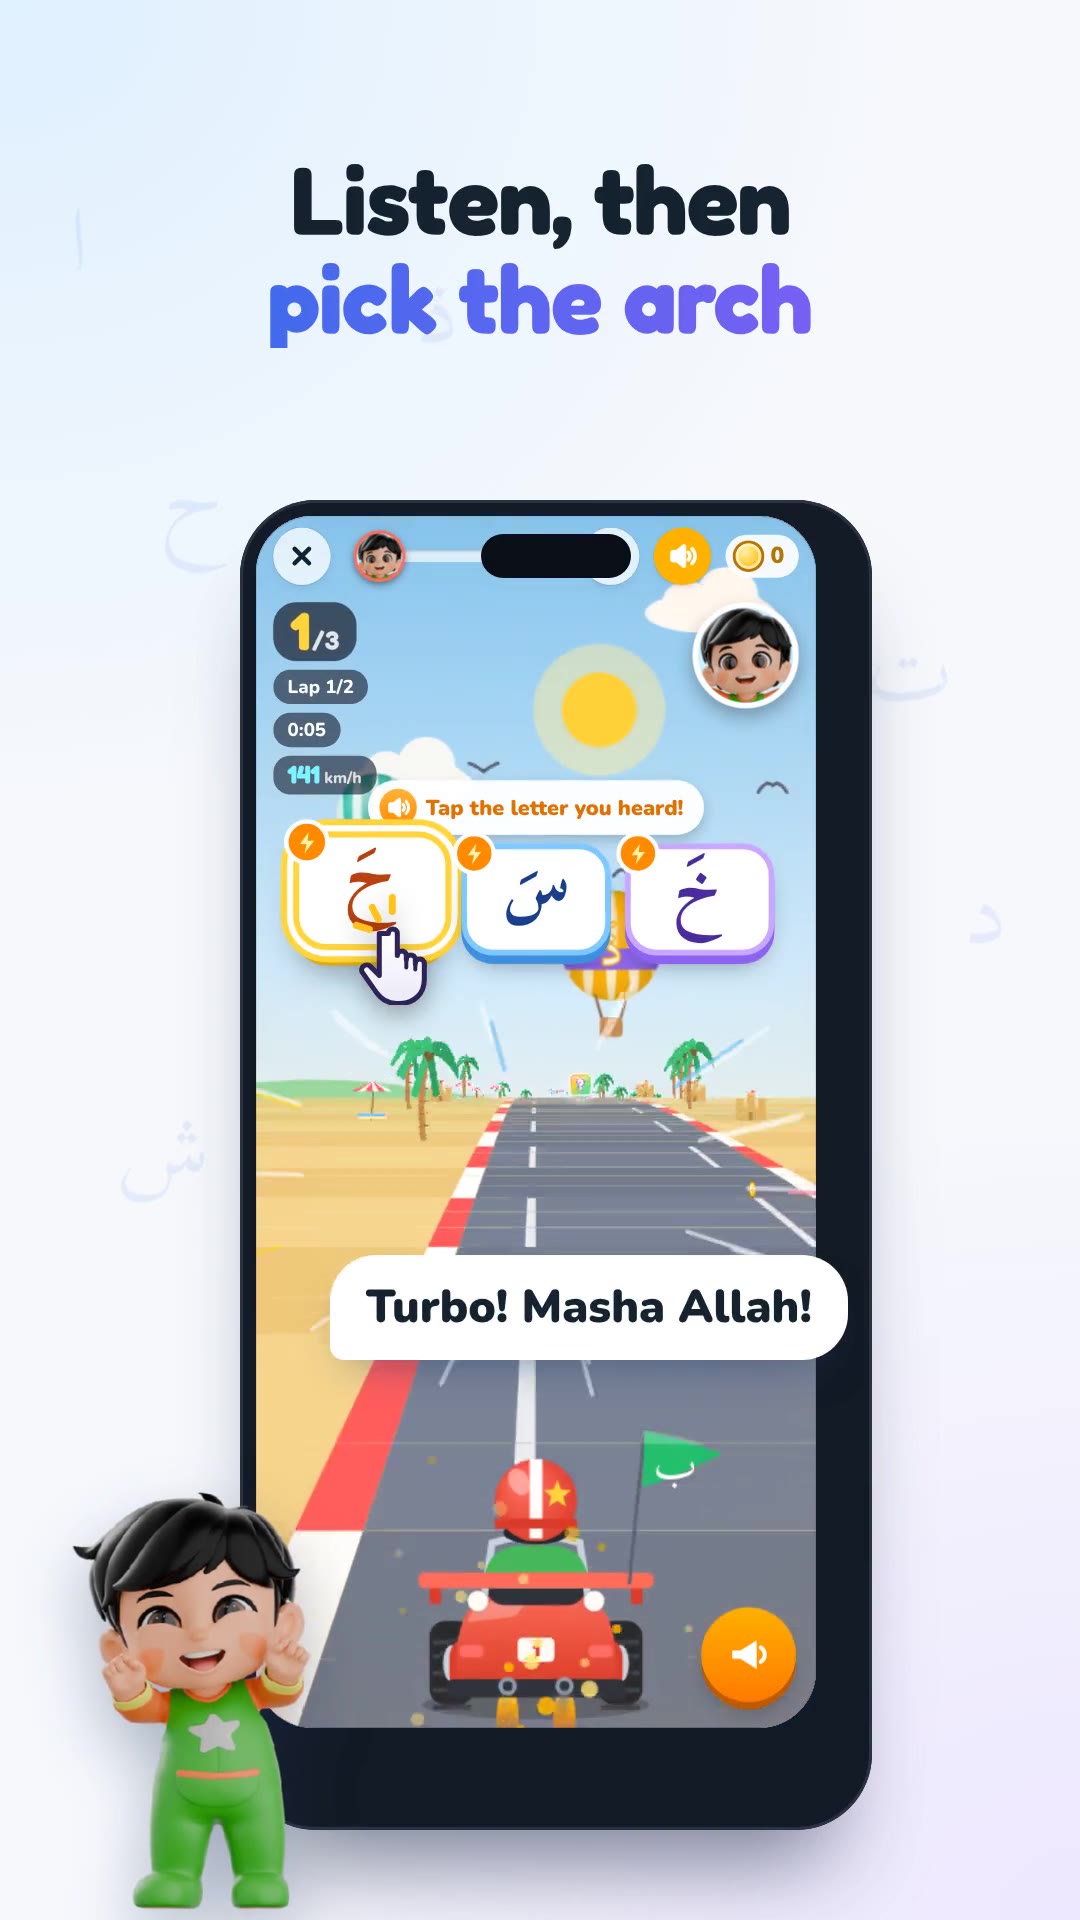 Listen, then
pick the arch
ا
ذ
ح
ت
د
ش
0
1/3
Lap 1/2
0:05
141 km/h
Tap the letter you heard!
حَ
سَ
خَ
?
Turbo! Masha Allah!
ب
1